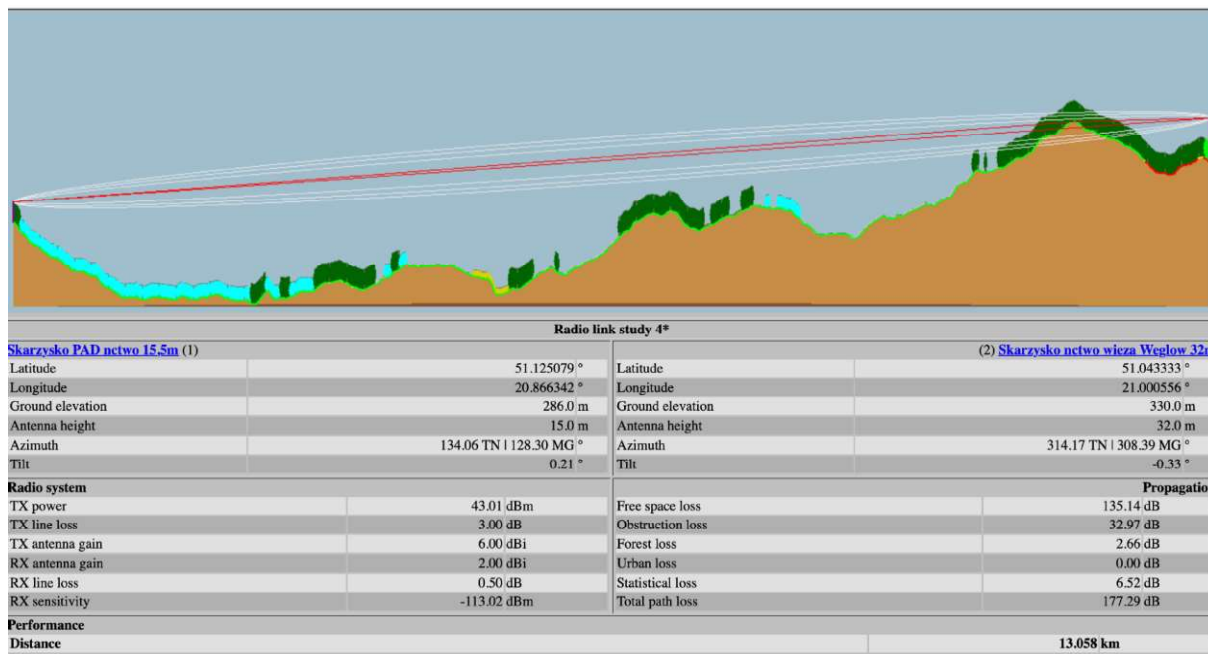 Radio link study 4*
Skarzysko PAD nctwo 15,5m (1) (2) Skarzysko nctwo wieza Weglow 32m
Latitude 51.125079 ° Latitude 51.043333 °
Longitude 20.866342 ° Longitude 21.000556 °
Ground elevation 286.0 m Ground elevation 330.0 m
Antenna height 15.0 m Antenna height 32.0 m
Azimuth 134.06 TN | 128.30 MG ° Azimuth 314.17 TN | 308.39 MG °
Tilt 0.21 ° Tilt -0.33 °
Radio system Propagatio
TX power 43.01 dBm Free space loss 135.14 dB
TX line loss 3.00 dB Obstruction loss 32.97 dB
TX antenna gain 6.00 dBi Forest loss 2.66 dB
RX antenna gain 2.00 dBi Urban loss 0.00 dB
RX line loss 0.50 dB Statistical loss 6.52 dB
RX sensitivity -113.02 dBm Total path loss 177.29 dB
Performance
Distance 13.058 km